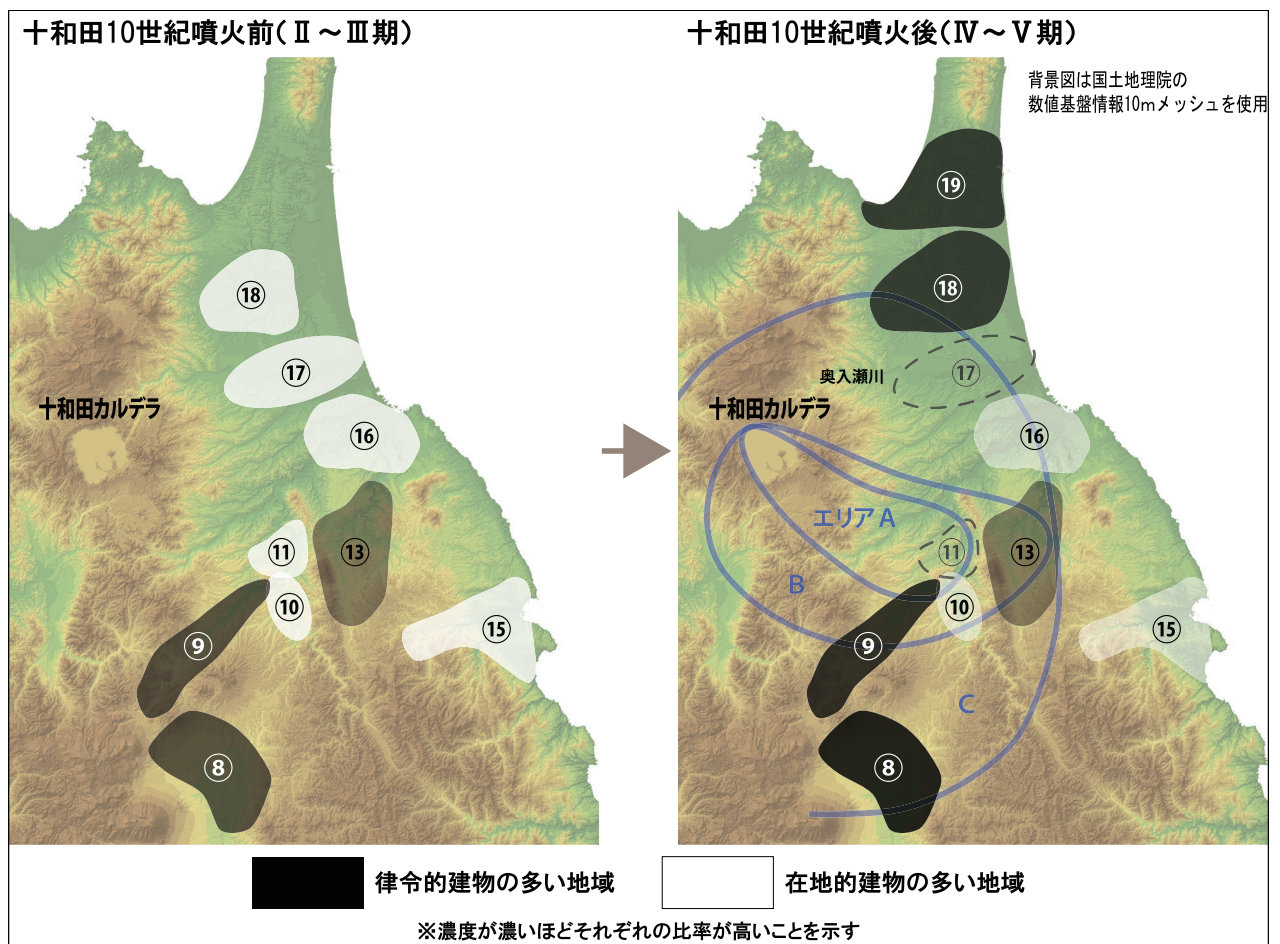 十和田10世紀噴火前(Ⅱ～Ⅲ期)
十和田10世紀噴火後(Ⅳ～Ⅴ期)
背景図は国土地理院の
数値基盤情報10mメッシュを使用
⑱
⑰
十和田カルデラ
⑯
⑪
⑬
⑩
⑨
⑮
⑧
⑲
⑱
奥入瀬川
⑰
十和田カルデラ
⑯
エリアA
⑪
⑬
B
⑩
⑮
⑨
C
⑧
律令的建物の多い地域
在地的建物の多い地域
※濃度が濃いほどそれぞれの比率が高いことを示す